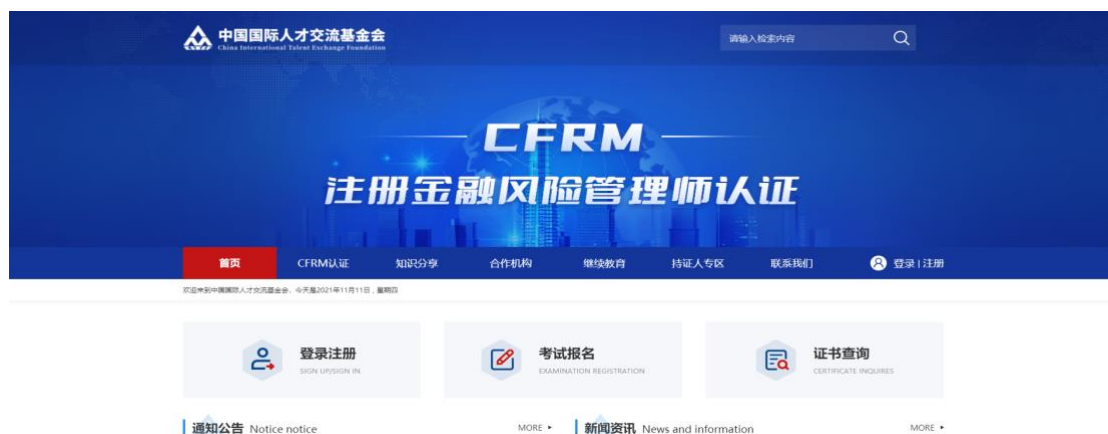 中国国际人才交流基金会
China International Talent Exchange Foundation
请输入检索内容
CFRM
注册金融风险管理师认证
首页 CFRM认证 知识分享 合作机构 继续教育 持证人专区 联系我们 登录 | 注册
欢迎来到中国国际人才交流基金会、今天是2021年11月11日，星期四
登录注册 考试报名 证书查询
SIGN UP/SIGN IN EXAMINATION REGISTRATION CERTIFICATE INQUIRES
通知公告 Notice notice MORE 新闻资讯 News and information MORE